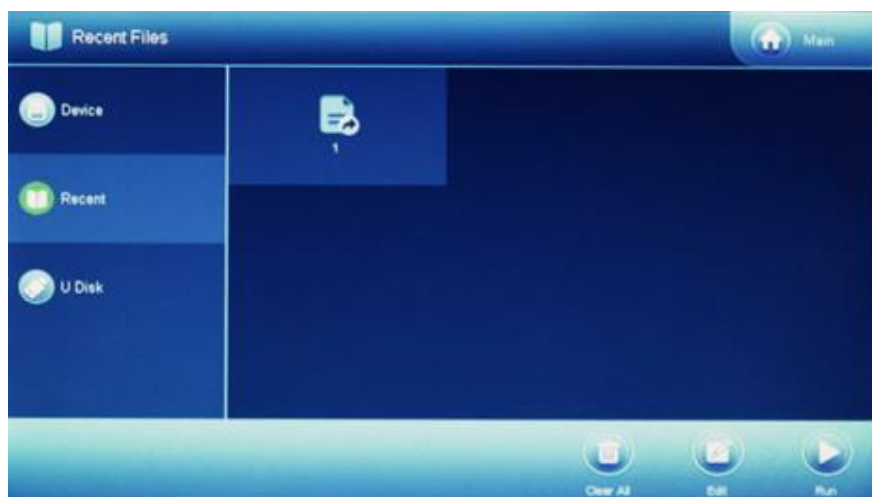 Recent Files
Main
Device
1
Recent
U Disk
Clear All
Edit
Run